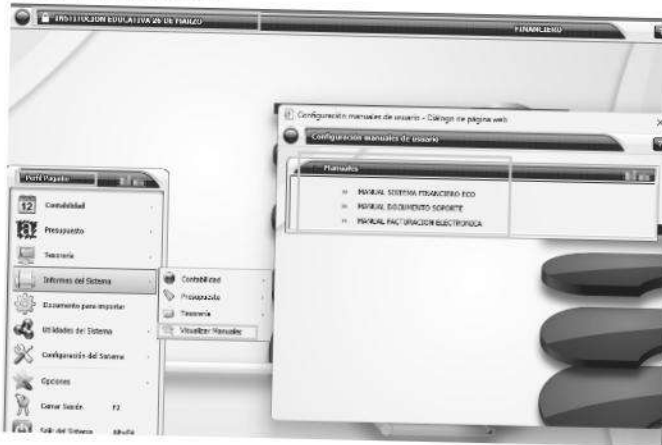 INSTITUCION EDUCATIVA 26 DE MARZO
FINANCIERO
Configuración manuales de usuario - Diálogo de página web
Configuración manuales de usuario
Manuales
MANUAL SISTEMA FINANCIERO ECO
MANUAL DOCUMENTO SOPORTE
MANUAL FACTURACION ELECTRONICA
Perfil Pagador
12 Contabilidad
Presupuesto
Tesorería
Informes del Sistema
Contabilidad
Presupuesto
Tesorería
Visualizar Manuales
Documento para importar
Utilidades del Sistema
Configuración del Sistema
Opciones
Cerrar Sesión F2
Salir del Sistema Alt+F4